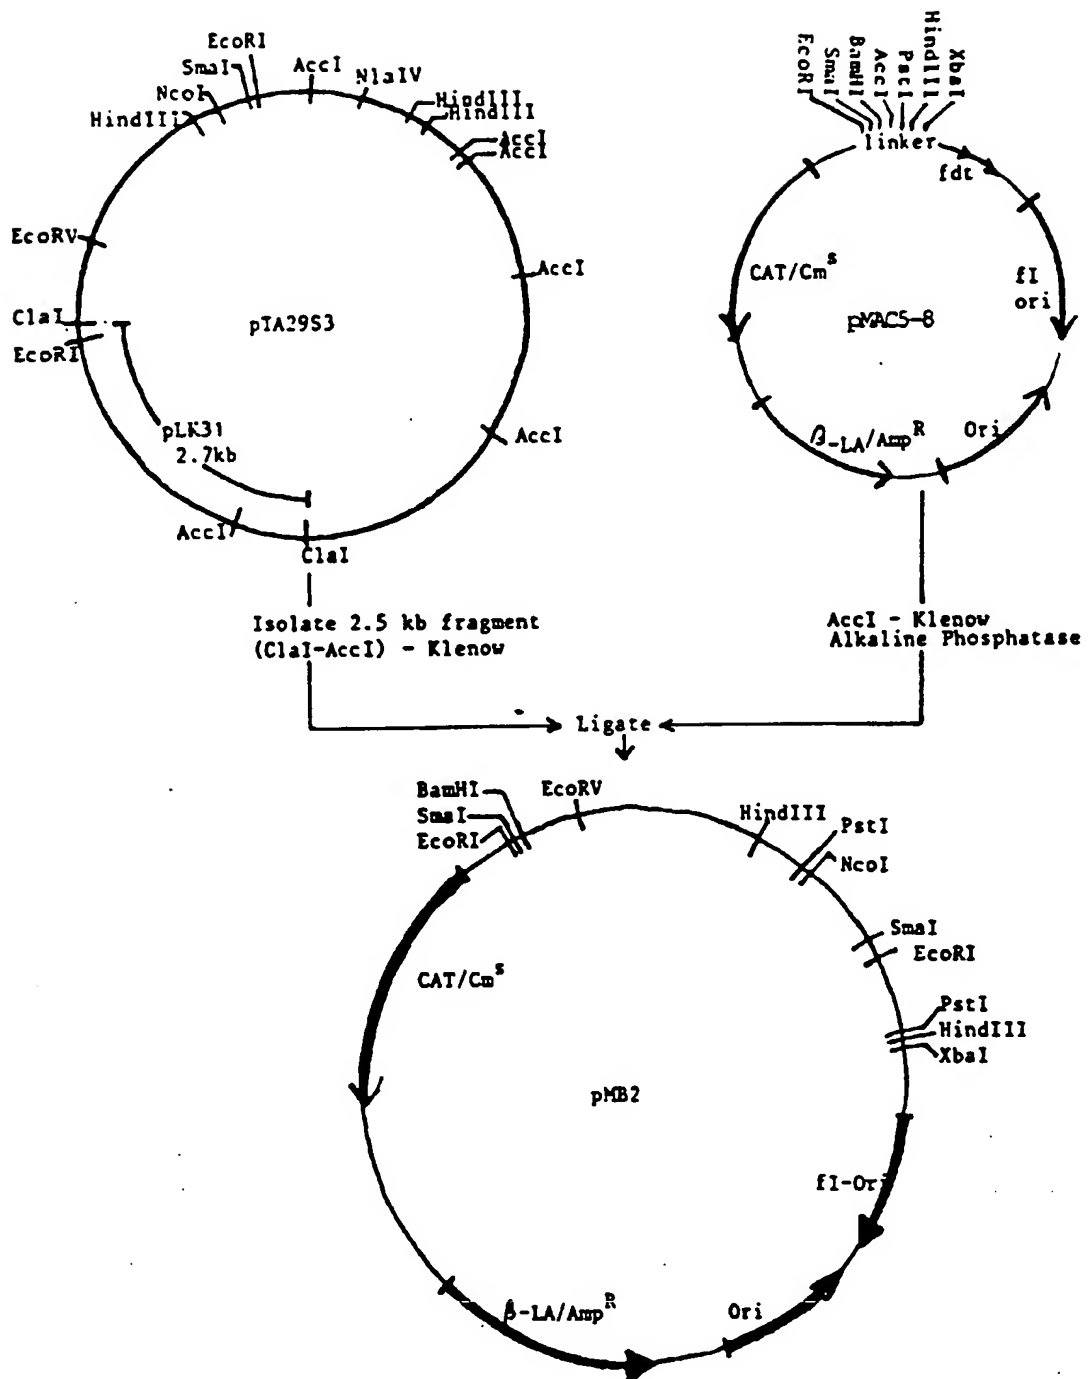 EcoRI
SmaI
NcoI
HindIII
AccI
NlaIV
HindIII
HindIII
AccI
AccI
EcoRV
AccI
ClaI
EcoRI
pTA29S3
pLK31
2.7kb
AccI
AccI
ClaI
EcoRI
SmaI
BamHI
AccI
PstI
HindIII
XbaI
linker
fdt
CAT/Cm^s
fI
ori
pMAC5-8
β-LA/Amp^R
Ori
Isolate 2.5 kb fragment
(ClaI-AccI) - Klenow
AccI - Klenow
Alkaline Phosphatase
Ligate
BamHI
SmaI
EcoRI
EcoRV
HindIII
PstI
NcoI
SmaI
EcoRI
PstI
HindIII
XbaI
CAT/Cm^s
pMB2
fI-Ori
β-LA/Amp^R
Ori